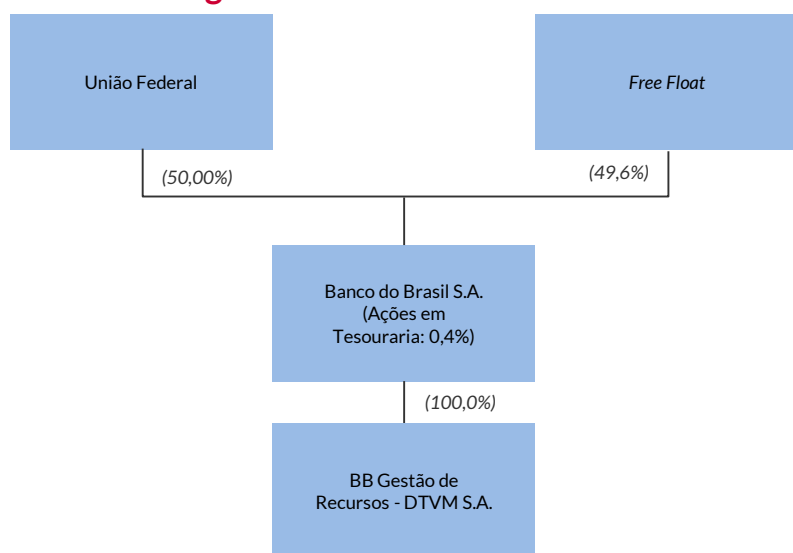 União Federal
Free Float
(50,00%)
(49,6%)
Banco do Brasil S.A.
(Ações em
Tesouraria: 0,4%)
(100,0%)
BB Gestão de
Recursos - DTVM S.A.